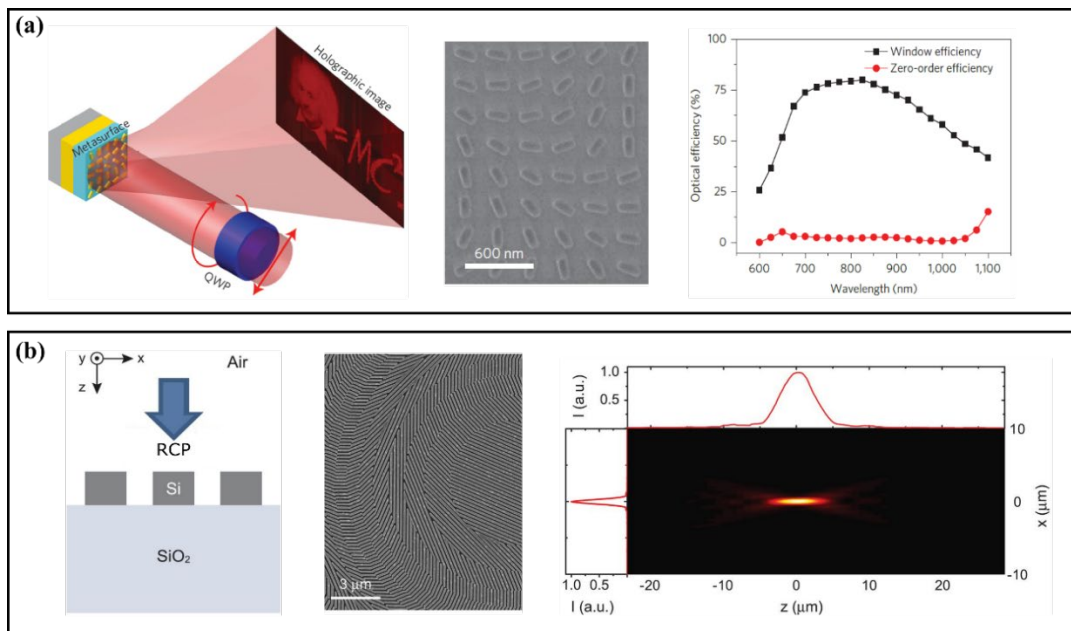 (a)
Metasurface
Holographic image
=MC²
QWP
600 nm
Optical efficiency (%)
100
75
50
25
0
Window efficiency
Zero-order efficiency
600
700
800
900
1,000
1,100
Wavelength (nm)
(b)
y
x
z
Air
RCP
Si
SiO₂
3 μm
I (a.u.)
1.0
0.5
10
0
-10
x (μm)
1.0
0.5
I (a.u.)
-20
-10
0
10
20
z (μm)